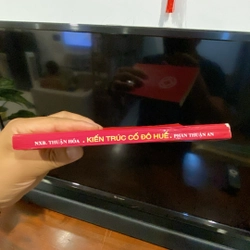 NXB. THUẬN HÓA . KIẾN TRÚC CỐ ĐÔ HUẾ . PHAN THUẬN AN